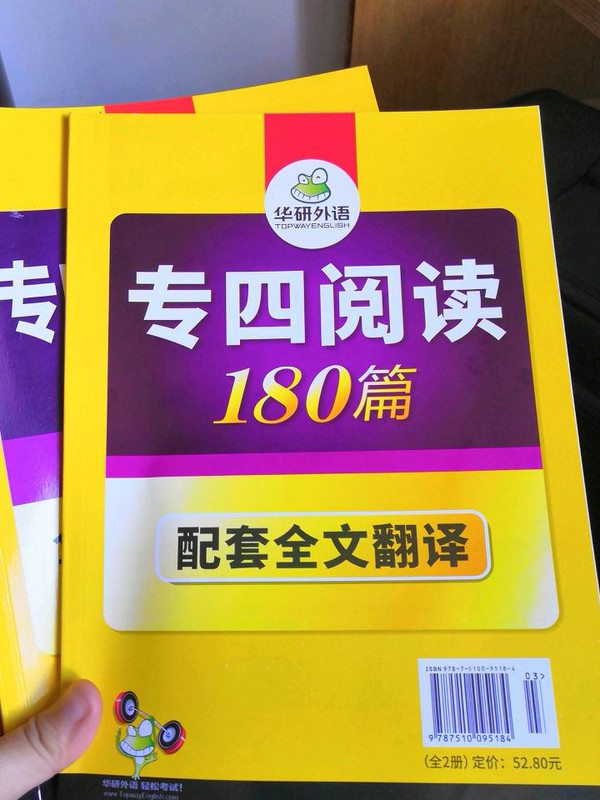 华研外语
TOPWAYENGLISH
专四阅读
180篇
配套全文翻译
专
ISBN 978-7-5100-9518-4
03>
9 787510 095184
(全2册) 定价: 52.80元
华研外语 轻松考试!
www.TopwayEnglish.com